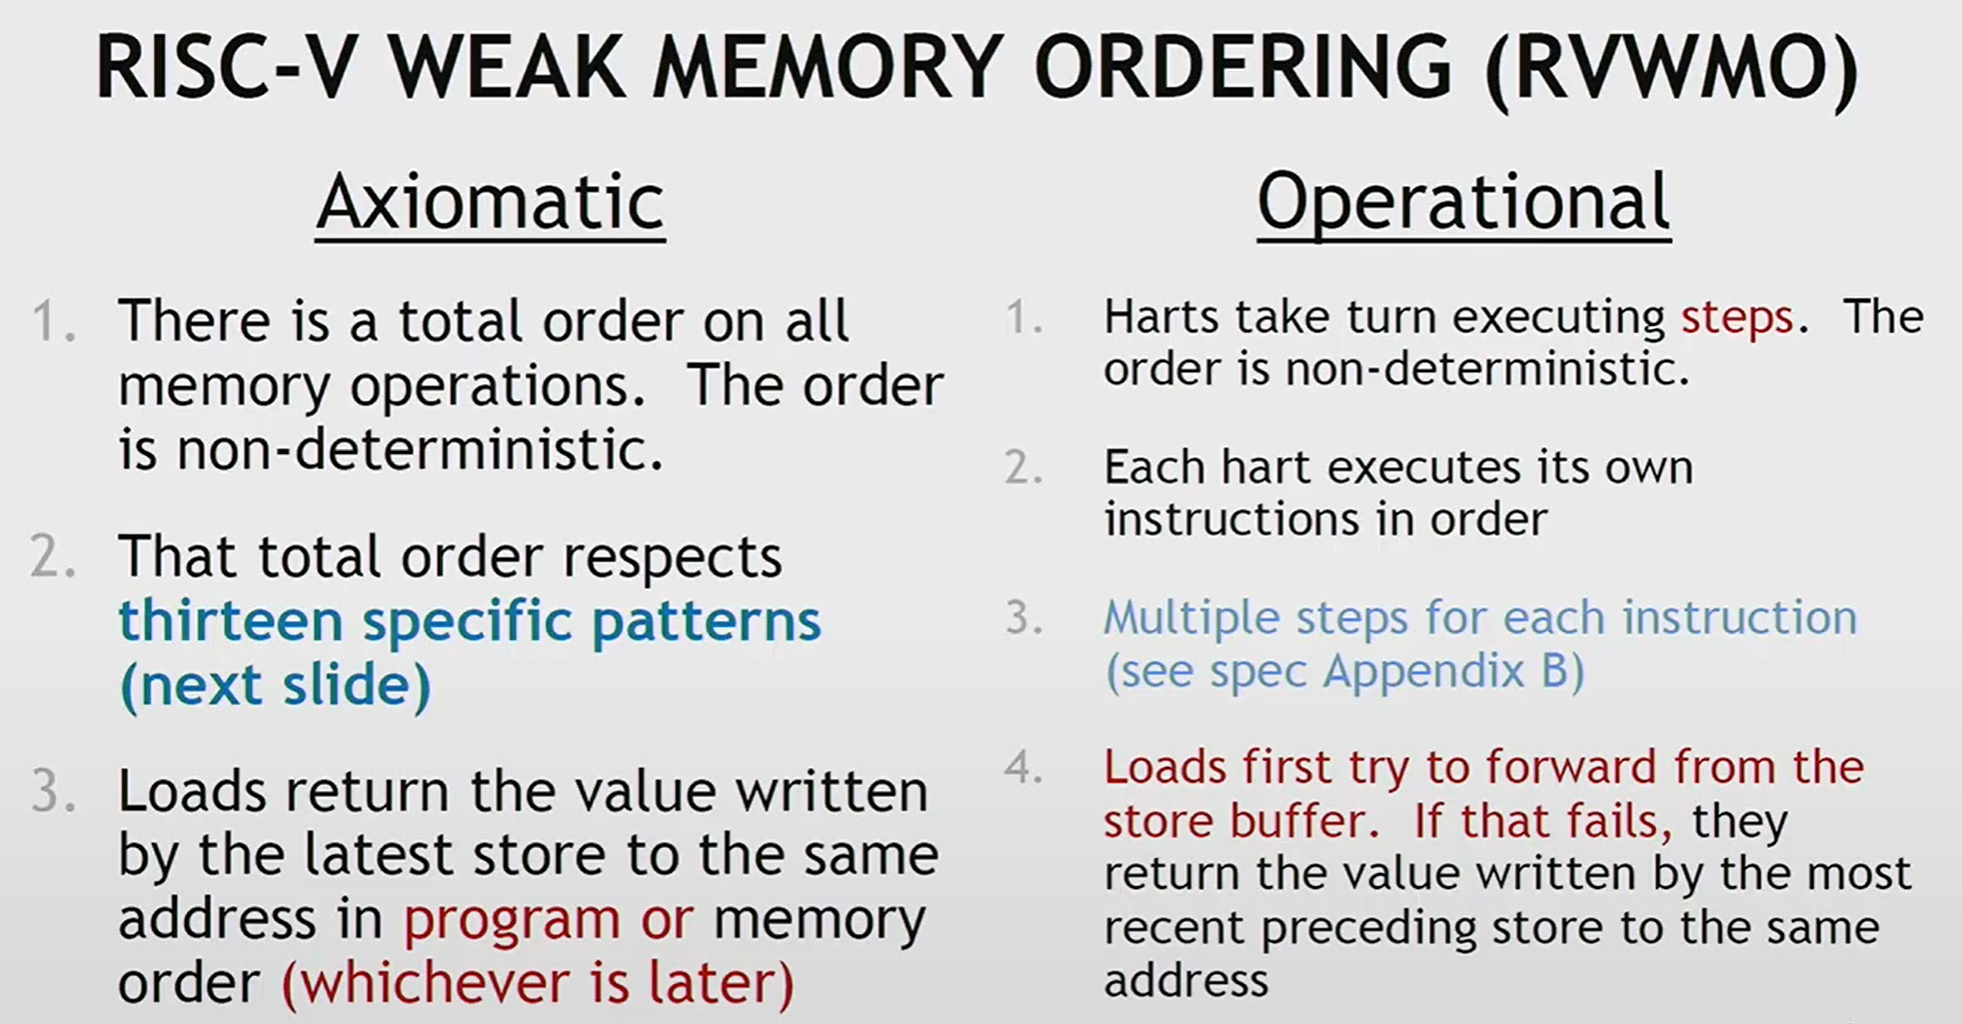 RISC-V WEAK MEMORY ORDERING (RVWMO)
Axiomatic
1. There is a total order on all
memory operations.  The order
is non-deterministic.
2. That total order respects
thirteen specific patterns
(next slide)
3. Loads return the value written
by the latest store to the same
address in program or memory
order (whichever is later)
Operational
1. Harts take turn executing steps.  The
order is non-deterministic.
2. Each hart executes its own
instructions in order
3. Multiple steps for each instruction
(see spec Appendix B)
4. Loads first try to forward from the
store buffer.  If that fails, they
return the value written by the most
recent preceding store to the same
address